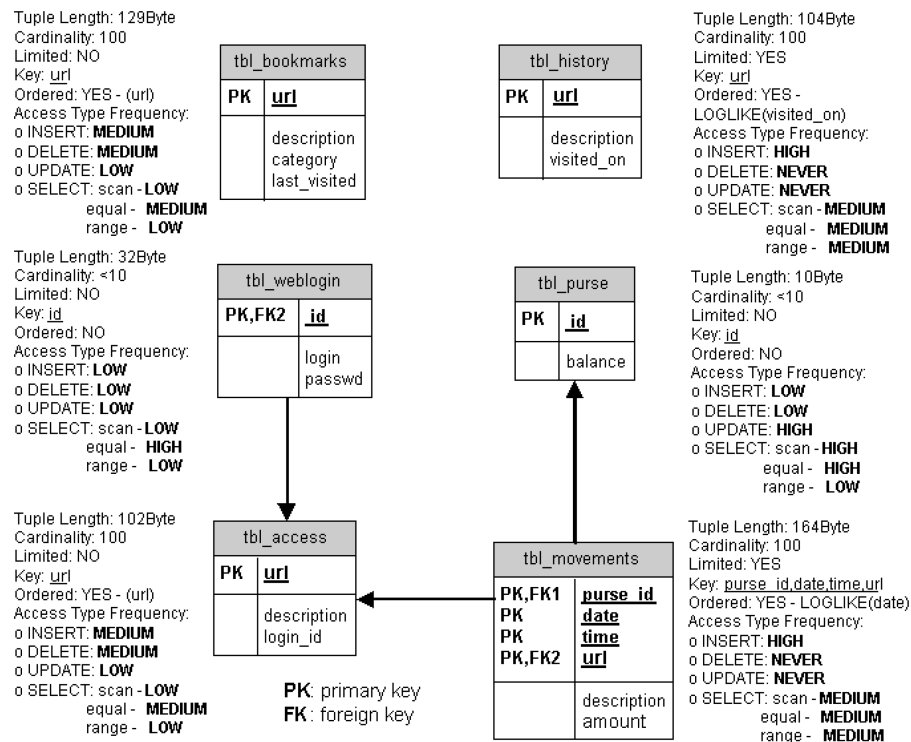 Tuple Length: 129Byte
Cardinality: 100
Limited: NO
Key: url
Ordered: YES - (url)
Access Type Frequency:
o INSERT: MEDIUM
o DELETE: MEDIUM
o UPDATE: LOW
o SELECT: scan - LOW
equal - MEDIUM
range - LOW
tbl_bookmarks
PK url
description
category
last_visited
tbl_history
PK url
description
visited_on
Tuple Length: 104Byte
Cardinality: 100
Limited: YES
Key: url
Ordered: YES -
LOGLIKE(visited_on)
Access Type Frequency:
o INSERT: HIGH
o DELETE: NEVER
o UPDATE: NEVER
o SELECT: scan - MEDIUM
equal - MEDIUM
range - MEDIUM
Tuple Length: 32Byte
Cardinality: <10
Limited: NO
Key: id
Ordered: NO
Access Type Frequency:
o INSERT: LOW
o DELETE: LOW
o UPDATE: LOW
o SELECT: scan - LOW
equal - HIGH
range - LOW
tbl_weblogin
PK,FK2 id
login
passwd
tbl_purse
PK id
balance
Tuple Length: 10Byte
Cardinality: <10
Limited: NO
Key: id
Ordered: NO
Access Type Frequency:
o INSERT: LOW
o DELETE: LOW
o UPDATE: HIGH
o SELECT: scan - HIGH
equal - HIGH
range - LOW
Tuple Length: 102Byte
Cardinality: 100
Limited: NO
Key: url
Ordered: YES - (url)
Access Type Frequency:
o INSERT: MEDIUM
o DELETE: MEDIUM
o UPDATE: LOW
o SELECT: scan - LOW
equal - MEDIUM
range - LOW
tbl_access
PK url
description
login_id
PK: primary key
FK: foreign key
tbl_movements
PK,FK1 purse_id
PK date
PK time
PK,FK2 url
description
amount
Tuple Length: 164Byte
Cardinality: 100
Limited: YES
Key: purse_id,date,time,url
Ordered: YES - LOGLIKE(date)
Access Type Frequency:
o INSERT: HIGH
o DELETE: NEVER
o UPDATE: NEVER
o SELECT: scan - MEDIUM
equal - MEDIUM
range - MEDIUM